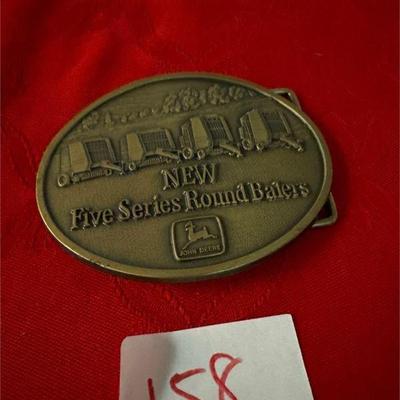 NEW
Five Series Round Balers
JOHN DEERE
158